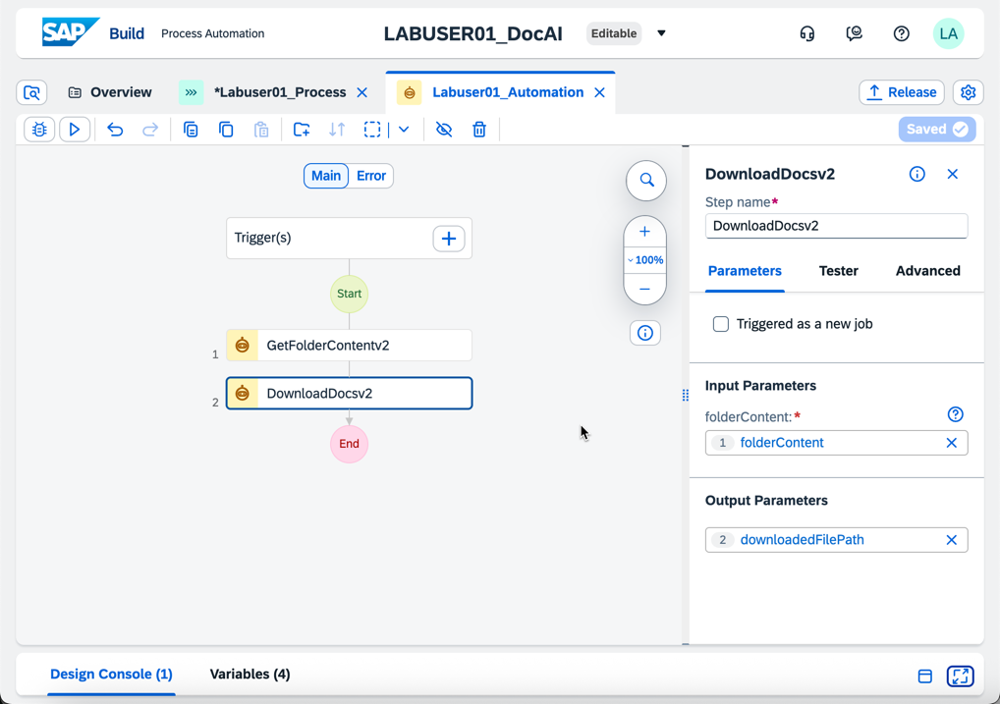 SAP Build Process Automation LABUSER01_DocAI Editable LA
Overview *Labuser01_Process Labuser01_Automation Release
Saved
Main Error
Trigger(s)
Start
1 GetFolderContentv2
2 DownloadDocsv2
End
100%
DownloadDocsv2
Step name*
DownloadDocsv2
Parameters Tester Advanced
Triggered as a new job
Input Parameters
folderContent:*
1 folderContent
Output Parameters
2 downloadedFilePath
Design Console (1) Variables (4)